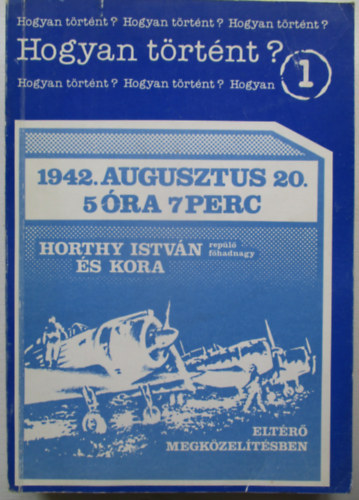 Hogyan történt? Hogyan történt? Hogyan történt?
Hogyan történt?
1
Hogyan történt? Hogyan történt? Hogyan
1942. AUGUSZTUS 20.
5 ÓRA 7 PERC
HORTHY ISTVÁN repülő főhadnagy
ÉS KORA
ELTÉRŐ
MEGKÖZELÍTÉSBEN